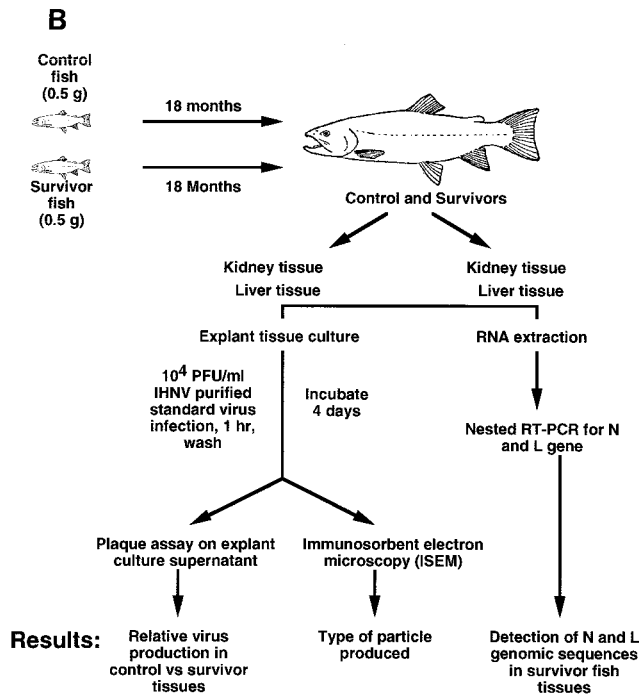 B
Control
fish
(0.5 g)
18 months
Survivor
fish
(0.5 g)
18 Months
Control and Survivors
Kidney tissue
Liver tissue
Kidney tissue
Liver tissue
Explant tissue culture
RNA extraction
10^4 PFU/ml
IHNV purified
standard virus
infection, 1 hr,
wash
Incubate
4 days
Nested RT-PCR for N
and L gene
Plaque assay on explant
culture supernatant
Immunosorbent electron
microscopy (ISEM)
Results:
Relative virus
production in
control vs survivor
tissues
Type of particle
produced
Detection of N and L
genomic sequences
in survivor fish
tissues